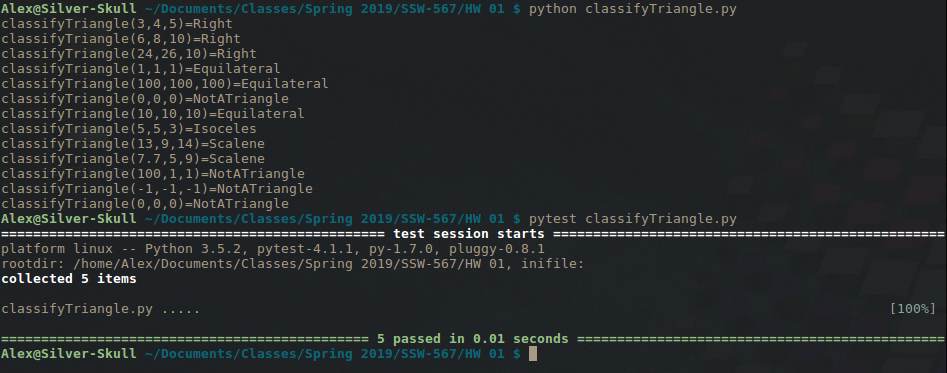 Alex@Silver-Skull ~/Documents/Classes/Spring 2019/SSW-567/HW 01 $ python classifyTriangle.py
classifyTriangle(3,4,5)=Right
classifyTriangle(6,8,10)=Right
classifyTriangle(24,26,10)=Right
classifyTriangle(1,1,1)=Equilateral
classifyTriangle(100,100,100)=Equilateral
classifyTriangle(0,0,0)=NotATriangle
classifyTriangle(10,10,10)=Equilateral
classifyTriangle(5,5,3)=Isoceles
classifyTriangle(13,9,14)=Scalene
classifyTriangle(7.7,5,9)=Scalene
classifyTriangle(100,1,1)=NotATriangle
classifyTriangle(-1,-1,-1)=NotATriangle
classifyTriangle(0,0,0)=NotATriangle
Alex@Silver-Skull ~/Documents/Classes/Spring 2019/SSW-567/HW 01 $ pytest classifyTriangle.py
================================================ test session starts =================================================
platform linux -- Python 3.5.2, pytest-4.1.1, py-1.7.0, pluggy-0.8.1
rootdir: /home/Alex/Documents/Classes/Spring 2019/SSW-567/HW 01, inifile:
collected 5 items
classifyTriangle.py ..... [100%]
============================================== 5 passed in 0.01 seconds ==============================================
Alex@Silver-Skull ~/Documents/Classes/Spring 2019/SSW-567/HW 01 $